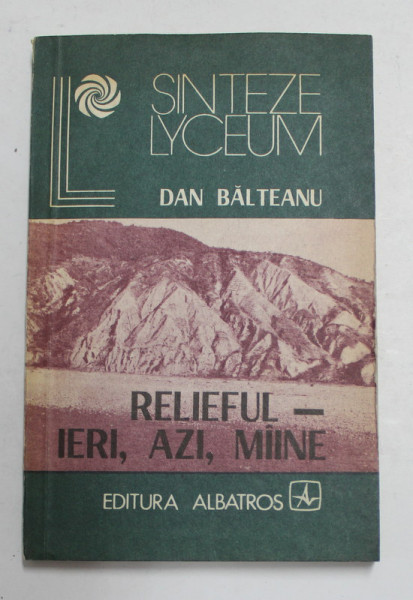 SINTEZE
LYCEUM
DAN BĂLTEANU
RELIEFUL —
IERI, AZI, MÎINE
EDITURA ALBATROS